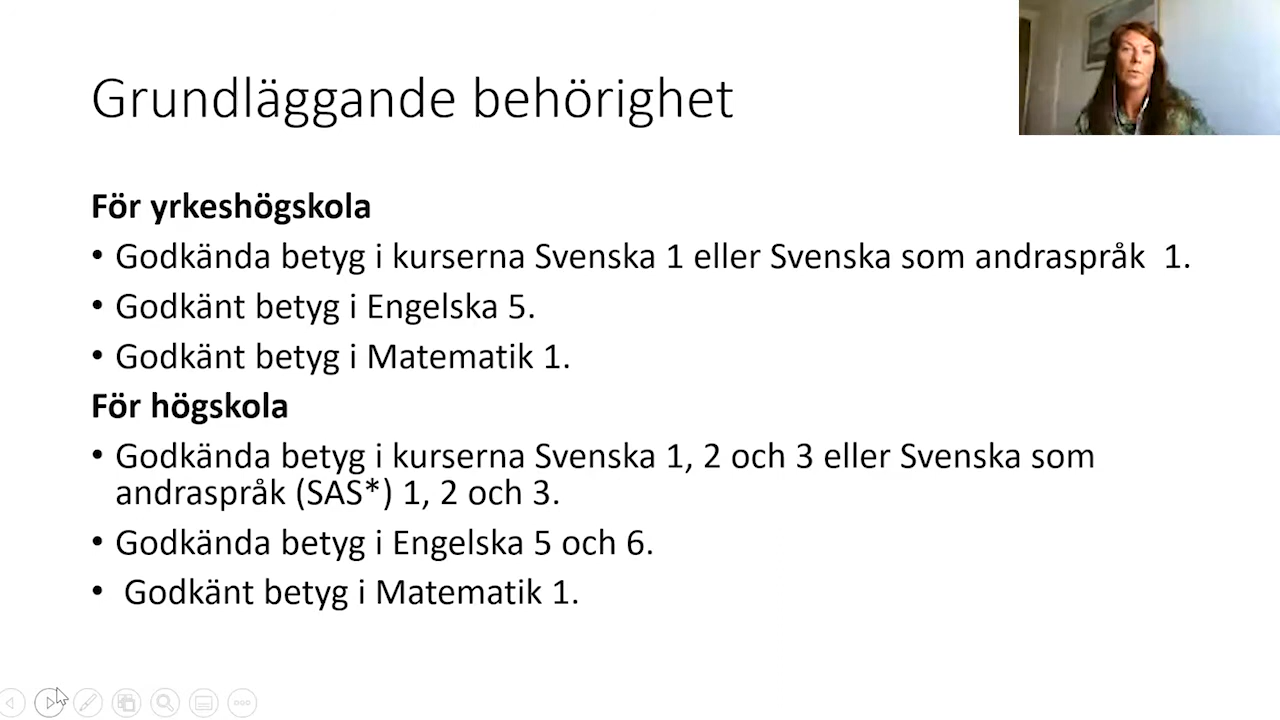 Grundläggande behörighet
För yrkeshögskola
• Godkända betyg i kurserna Svenska 1 eller Svenska som andraspråk  1.
• Godkänt betyg i Engelska 5.
• Godkänt betyg i Matematik 1.
För högskola
• Godkända betyg i kurserna Svenska 1, 2 och 3 eller Svenska som
andraspråk (SAS*) 1, 2 och 3.
• Godkända betyg i Engelska 5 och 6.
•  Godkänt betyg i Matematik 1.